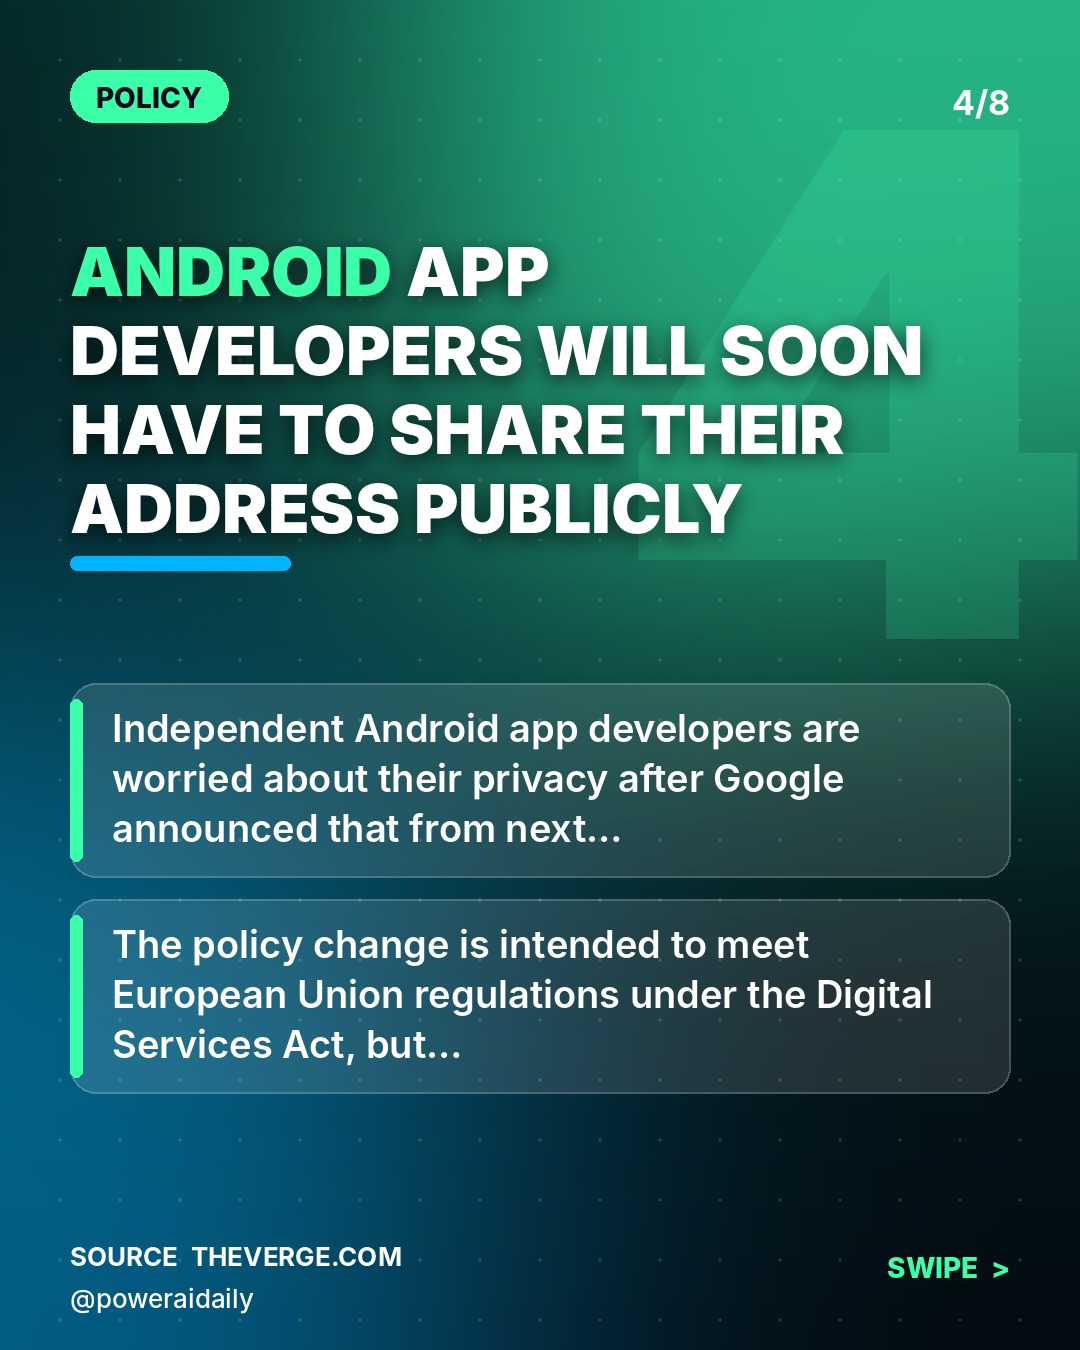 POLICY
4/8
4
ANDROID APP
DEVELOPERS WILL SOON
HAVE TO SHARE THEIR
ADDRESS PUBLICLY
Independent Android app developers are
worried about their privacy after Google
announced that from next...
The policy change is intended to meet
European Union regulations under the Digital
Services Act, but...
SOURCE THEVERGE.COM
@poweraidaily
SWIPE >